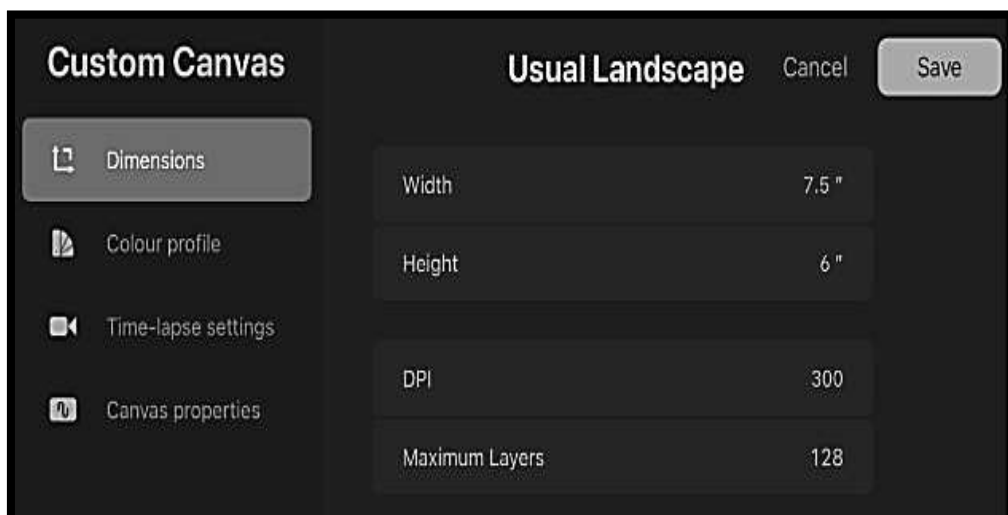 Custom Canvas
Usual Landscape Cancel Save
Dimensions
Colour profile
Time-lapse settings
Canvas properties
Width 7.5 "
Height 6 "
DPI 300
Maximum Layers 128